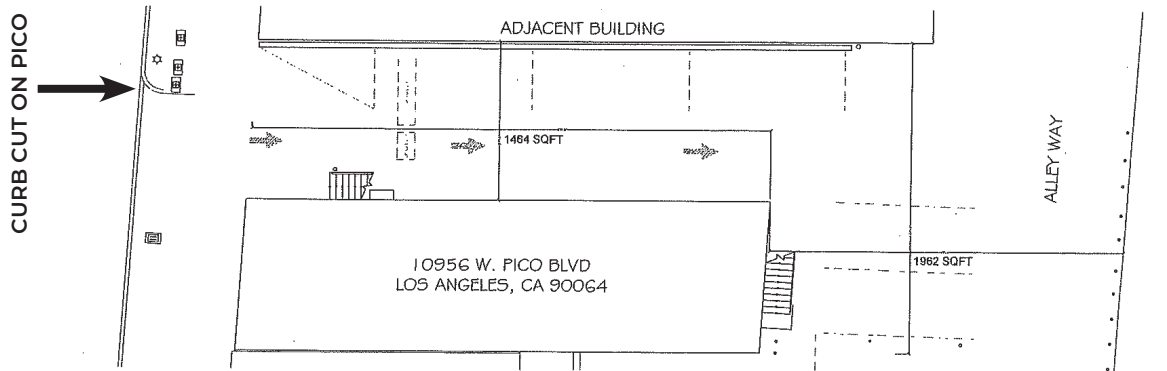 CURB CUT ON PICO
ADJACENT BUILDING
1464 SQFT
ALLEY WAY
10956 W. PICO BLVD
LOS ANGELES, CA 90064
1962 SQFT